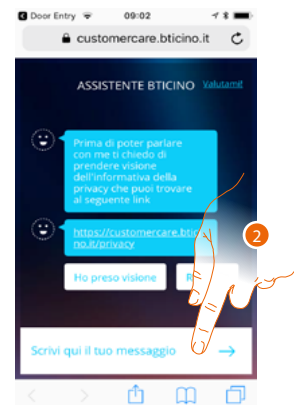 Door Entry 09:02
customercare.bticino.it
ASSISTENTE BTICINO Valutami!
Prima di poter parlare
con me ti chiedo di
prendere visione
dell'informativa della
privacy che puoi trovare
al seguente link
https://customercare.btici
no.it/privacy
2
Ho preso visione
Scrivi qui il tuo messaggio